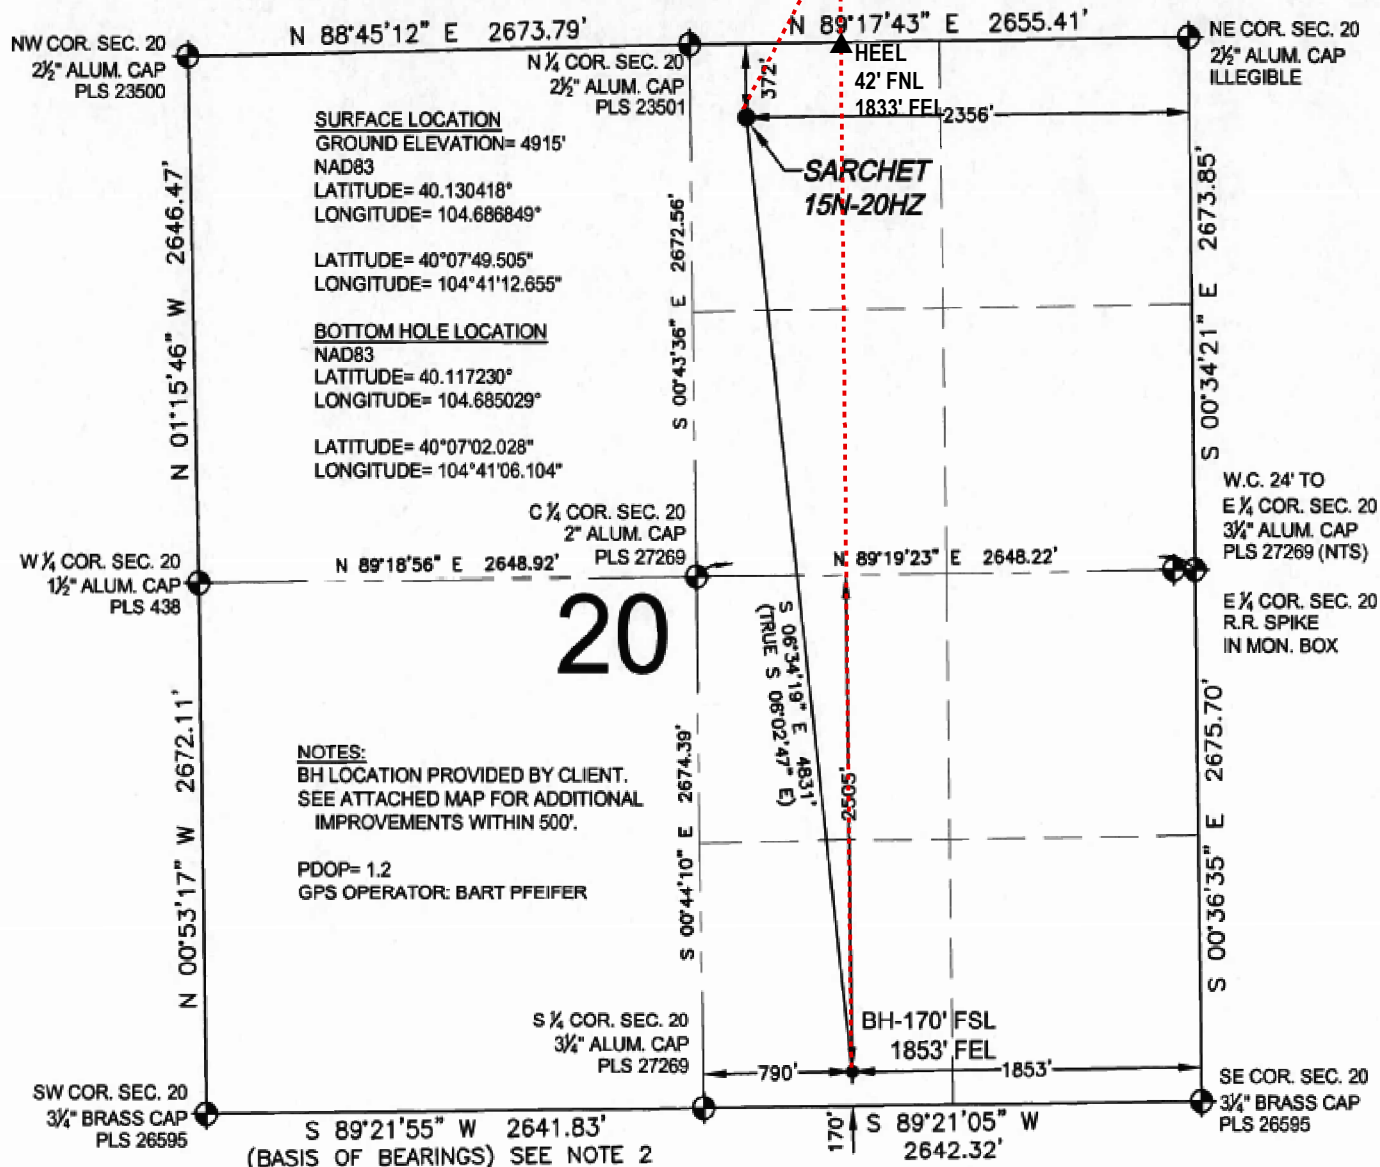 N 88°45'12" E 2673.79'
N 89°17'43" E 2655.41'
NW COR. SEC. 20
2½" ALUM. CAP
PLS 23500
N ¼ COR. SEC. 20
2½" ALUM. CAP
PLS 23501
NE COR. SEC. 20
2½" ALUM. CAP
ILLEGIBLE
HEEL
42' FNL
1833' FEL
372'
2356'
SARCHET
15N-20HZ
SURFACE LOCATION
GROUND ELEVATION= 4915'
NAD83
LATITUDE= 40.130418°
LONGITUDE= 104.686849°
LATITUDE= 40°07'49.505"
LONGITUDE= 104°41'12.655"
BOTTOM HOLE LOCATION
NAD83
LATITUDE= 40.117230°
LONGITUDE= 104.685029°
LATITUDE= 40°07'02.028"
LONGITUDE= 104°41'06.104"
N 01°15'46" W 2646.47'
S 00°43'36" E 2672.56'
S 00°34'21" E 2673.85'
C ¼ COR. SEC. 20
2" ALUM. CAP
PLS 27269
W.C. 24' TO
E ¼ COR. SEC. 20
3¼" ALUM. CAP
PLS 27269 (NTS)
W ¼ COR. SEC. 20
1½" ALUM. CAP
PLS 438
N 89°18'56" E 2648.92'
N 89°19'23" E 2648.22'
E ¼ COR. SEC. 20
R.R. SPIKE
IN MON. BOX
20
S 06°34'19" E 4831'
(TRUE S 06°02'47" E)
2505'
N 00°53'17" W 2672.11'
S 00°44'10" E 2674.39'
S 00°36'35" E 2675.70'
NOTES:
BH LOCATION PROVIDED BY CLIENT.
SEE ATTACHED MAP FOR ADDITIONAL
IMPROVEMENTS WITHIN 500'.
PDOP= 1.2
GPS OPERATOR: BART PFEIFER
S ¼ COR. SEC. 20
3¼" ALUM. CAP
PLS 27269
BH-170' FSL
1853' FEL
790'
1853'
SW COR. SEC. 20
3¼" BRASS CAP
PLS 26595
SE COR. SEC. 20
3¼" BRASS CAP
PLS 26595
S 89°21'55" W 2641.83'
(BASIS OF BEARINGS) SEE NOTE 2
170'
S 89°21'05" W
2642.32'